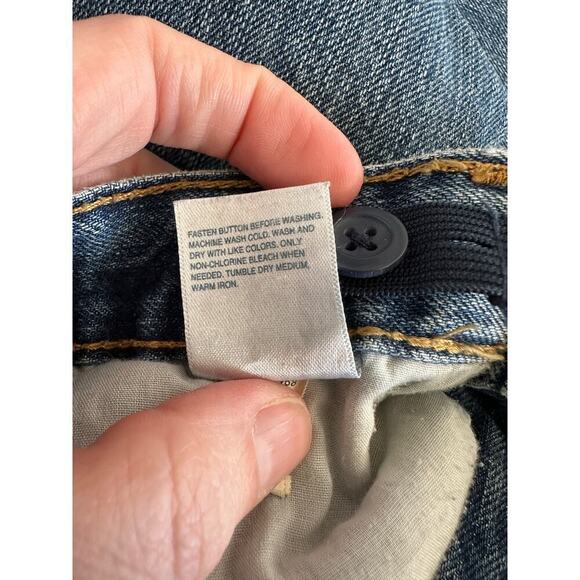 FASTEN BUTTON BEFORE WASHING.
MACHINE WASH COLD. WASH AND
DRY WITH LIKE COLORS. ONLY
NON-CHLORINE BLEACH WHEN
NEEDED. TUMBLE DRY MEDIUM,
WARM IRON.